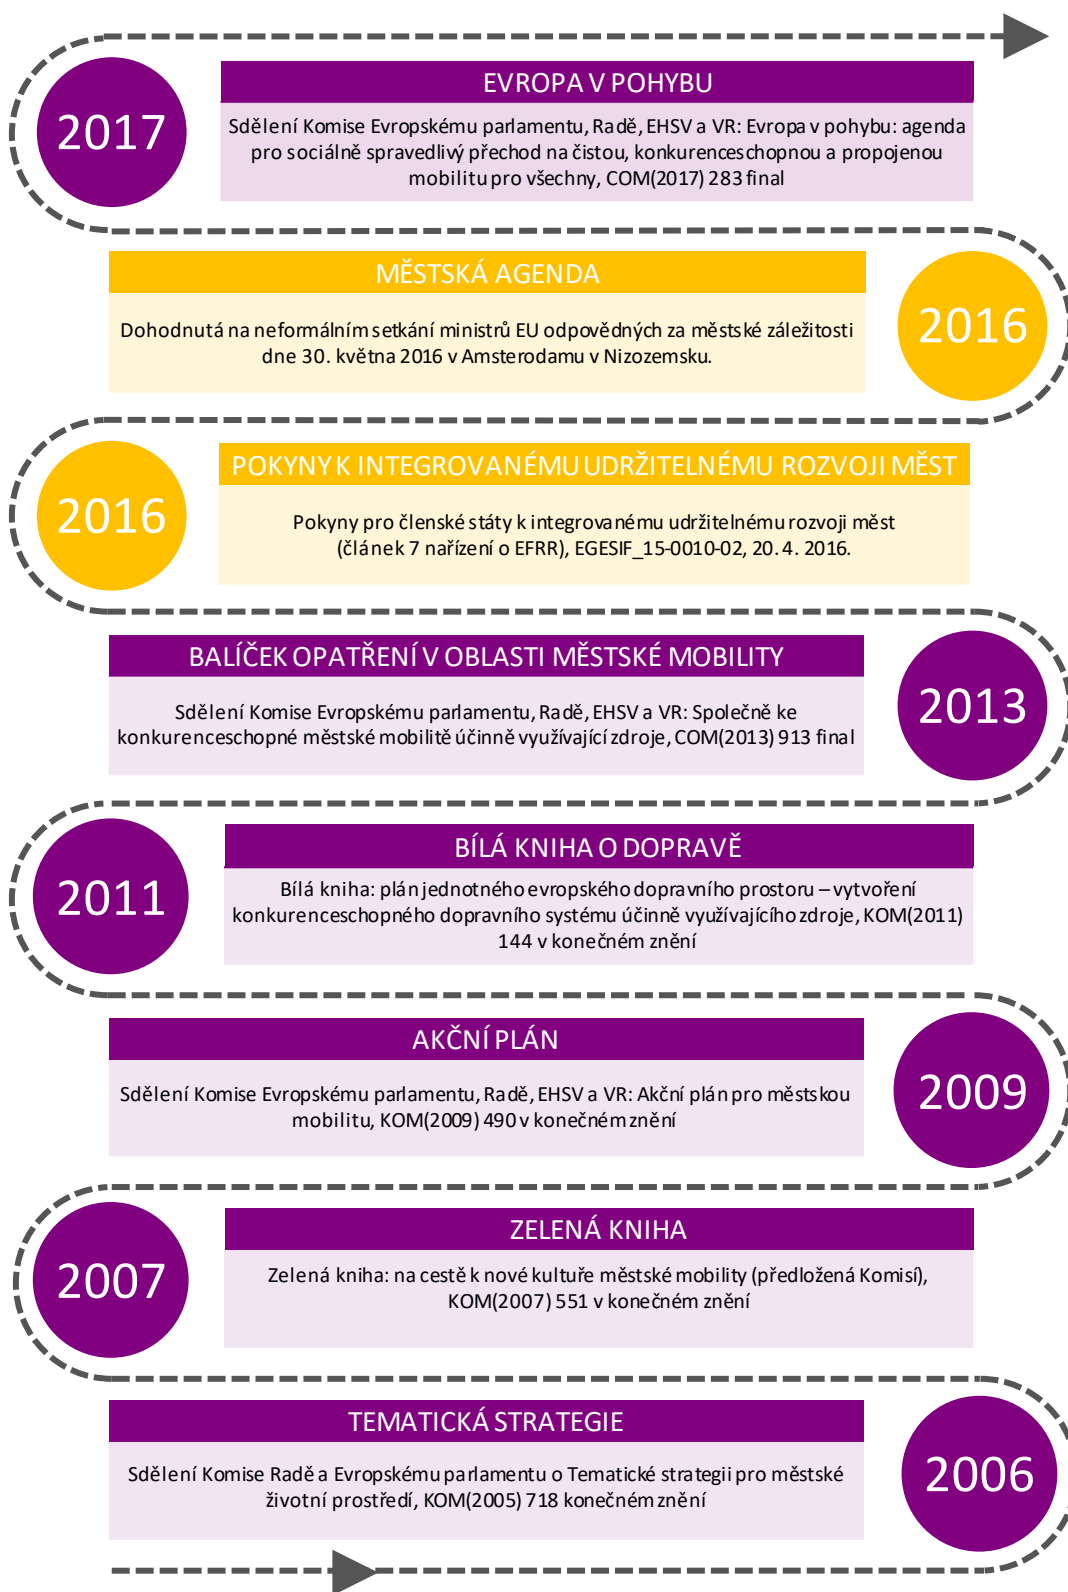 2017
EVROPA V POHYBU
Sdělení Komise Evropskému parlamentu, Radě, EHSV a VR: Evropa v pohybu: agenda
pro sociálně spravedlivý přechod na čistou, konkurenceschopnou a propojenou
mobilitu pro všechny, COM(2017) 283 final
MĚSTSKÁ AGENDA
Dohodnutá na neformálním setkání ministrů EU odpovědných za městské záležitosti
dne 30. května 2016 v Amsterodamu v Nizozemsku.
2016
2016
POKYNY K INTEGROVANÉMU UDRŽITELNÉMU ROZVOJI MĚST
Pokyny pro členské státy k integrovanému udržitelnému rozvoji měst
(článek 7 nařízení o EFRR), EGESIF_15-0010-02, 20. 4. 2016.
BALÍČEK OPATŘENÍ V OBLASTI MĚSTSKÉ MOBILITY
Sdělení Komise Evropskému parlamentu, Radě, EHSV a VR: Společně ke
konkurenceschopné městské mobilitě účinně využívající zdroje, COM(2013) 913 final
2013
2011
BÍLÁ KNIHA O DOPRAVĚ
Bílá kniha: plán jednotného evropského dopravního prostoru – vytvoření
konkurenceschopného dopravního systému účinně využívajícího zdroje, KOM(2011)
144 v konečném znění
AKČNÍ PLÁN
Sdělení Komise Evropskému parlamentu, Radě, EHSV a VR: Akční plán pro městskou
mobilitu, KOM(2009) 490 v konečném znění
2009
2007
ZELENÁ KNIHA
Zelená kniha: na cestě k nové kultuře městské mobility (předložená Komisí),
KOM(2007) 551 v konečném znění
TEMATICKÁ STRATEGIE
Sdělení Komise Radě a Evropskému parlamentu o Tematické strategii pro městské
životní prostředí, KOM(2005) 718 konečném znění
2006